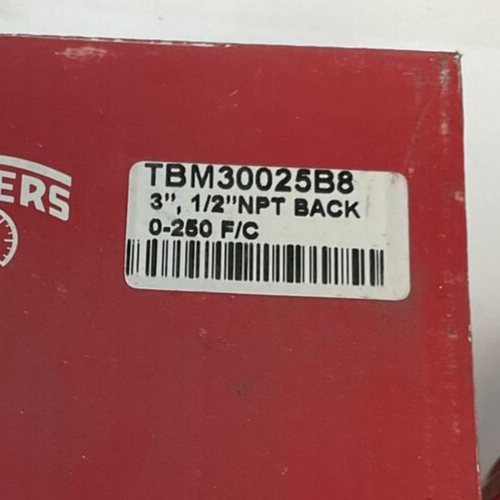 ERS
TBM30025B8
3", 1/2"NPT BACK
0-250 F/C